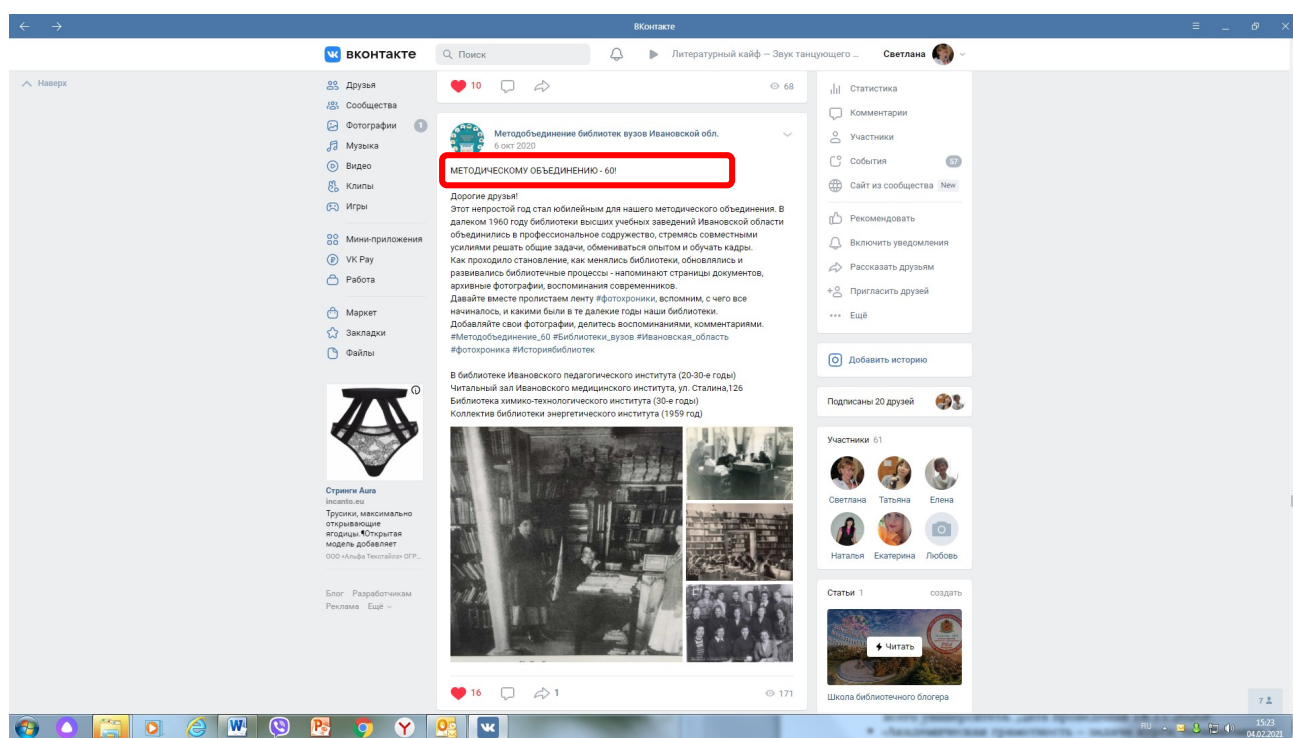 ВКонтакте
вконтакте
Поиск
Литературный кайф – Звук танцующего ...
Светлана
Наверх
Друзья
Сообщества
Фотографии 1
Музыка
Видео
Клипы
Игры
Мини-приложения
VK Pay
Работа
Маркет
Закладки
Файлы
Стринги Aura
incanto.eu
Трусики, максимально
открывающие
ягодицы.¶Открытая
модель добавляет
ООО «Альфа Текстайлз» ОГР...
Блог Разработчикам
Реклама Ещё
10
68
Методобъединение библиотек вузов Ивановской обл.
6 окт 2020
МЕТОДИЧЕСКОМУ ОБЪЕДИНЕНИЮ - 60!
Дорогие друзья!
Этот непростой год стал юбилейным для нашего методического объединения. В
далеком 1960 году библиотеки высших учебных заведений Ивановской области
объединились в профессиональное содружество, стремясь совместными
усилиями решать общие задачи, обмениваться опытом и обучать кадры.
Как проходило становление, как менялись библиотеки, обновлялись и
развивались библиотечные процессы - напоминают страницы документов,
архивные фотографии, воспоминания современников.
Давайте вместе пролистаем ленту #фотохроники, вспомним, с чего все
начиналось, и какими были в те далекие годы наши библиотеки.
Добавляйте свои фотографии, делитесь воспоминаниями, комментариями.
#Методобъединение_60 #Библиотеки_вузов #Ивановская_область
#фотохроника #Историябиблиотек
В библиотеке Ивановского педагогического института (20-30-е годы)
Читальный зал Ивановского медицинского института, ул. Сталина,126
Библиотека химико-технологического института (30-е годы)
Коллектив библиотеки энергетического института (1959 год)
16
1
171
Статистика
Комментарии
Участники
События 57
Сайт из сообщества New
Рекомендовать
Включить уведомления
Рассказать друзьям
Пригласить друзей
Ещё
Добавить историю
Подписаны 20 друзей
Участники 61
Светлана Татьяна Елена
Наталья Екатерина Любовь
Статьи 1 создать
Читать
Школа библиотечного блогера
7
RU
15:23
04.02.2021